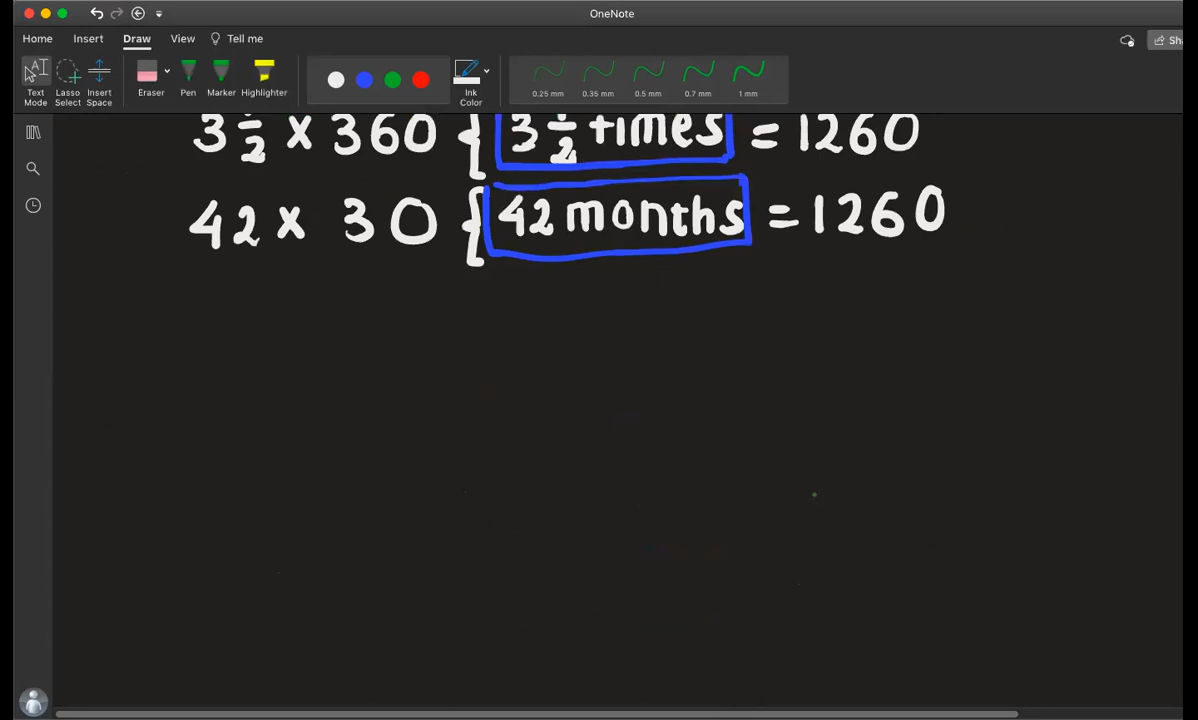 OneNote
Home Insert Draw View Tell me
Sha
Text Mode Lasso Select Insert Space Eraser Pen Marker Highlighter Ink Color 0.25 mm 0.35 mm 0.5 mm 0.7 mm 1 mm
3 1/2 x 360 { 3 1/2 times = 1260
42 x 30 { 42 months = 1260